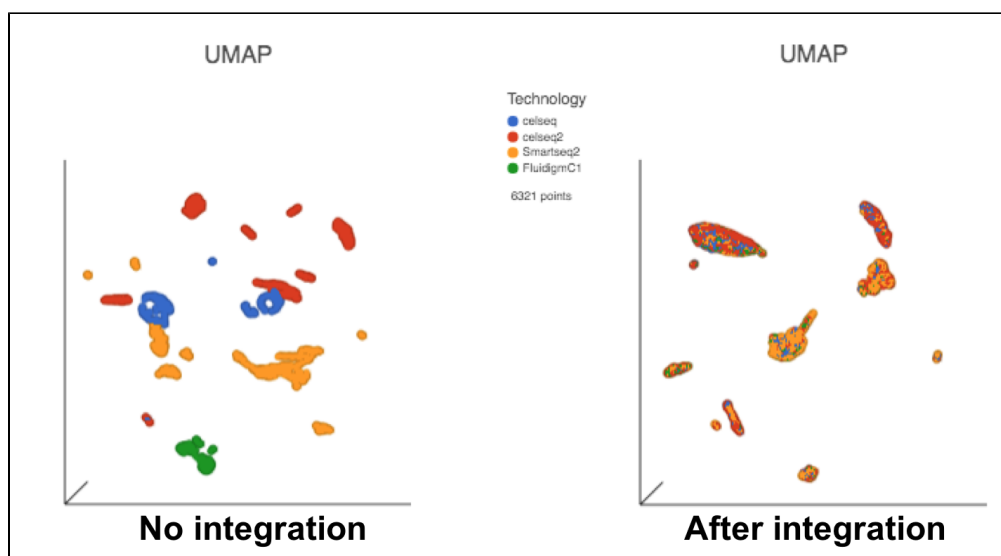 UMAP
UMAP
Technology
celseq
celseq2
Smartseq2
FluidigmC1
6321 points
No integration
After integration